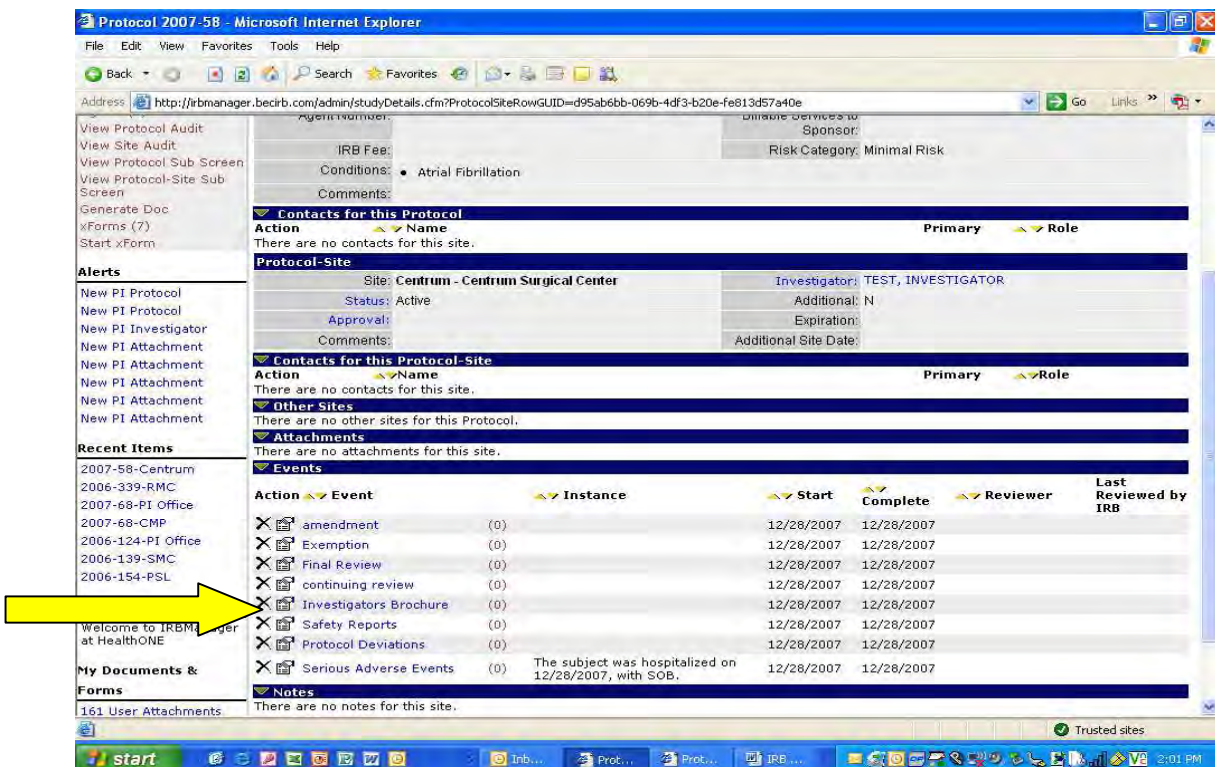 Protocol 2007-58 - Microsoft Internet Explorer
File Edit View Favorites Tools Help
Back Search Favorites
Address http://irbmanager.becirb.com/admin/studyDetails.cfm?ProtocolSiteRowGUID=d95ab6bb-069b-4df3-b20e-fe813d57a40e Go Links »
View Protocol Audit
View Site Audit
View Protocol Sub Screen
View Protocol-Site Sub
Screen
Generate Doc
xForms (7)
Start xForm
Alerts
New PI Protocol
New PI Protocol
New PI Investigator
New PI Attachment
New PI Attachment
New PI Attachment
New PI Attachment
New PI Attachment
Recent Items
2007-58-Centrum
2006-339-RMC
2007-68-PI Office
2007-68-CMP
2006-124-PI Office
2006-139-SMC
2006-154-PSL
Welcome to IRBManager
at HealthONE
My Documents &
Forms
161 User Attachments
Agent Number: Billable Services to
Sponsor:
IRB Fee: Risk Category: Minimal Risk
Conditions: • Atrial Fibrillation
Comments:
Contacts for this Protocol
Action Name Primary Role
There are no contacts for this site.
Protocol-Site
Site: Centrum - Centrum Surgical Center Investigator: TEST, INVESTIGATOR
Status: Active Additional: N
Approval: Expiration:
Comments: Additional Site Date:
Contacts for this Protocol-Site
Action Name Primary Role
There are no contacts for this site.
Other Sites
There are no other sites for this Protocol.
Attachments
There are no attachments for this site.
Events
Action Event Instance Start Complete Reviewer Last Reviewed by IRB
amendment (0) 12/28/2007 12/28/2007
Exemption (0) 12/28/2007 12/28/2007
Final Review (0) 12/28/2007 12/28/2007
continuing review (0) 12/28/2007 12/28/2007
Investigators Brochure (0) 12/28/2007 12/28/2007
Safety Reports (0) 12/28/2007 12/28/2007
Protocol Deviations (0) 12/28/2007 12/28/2007
Serious Adverse Events (0) The subject was hospitalized on 12/28/2007, with SOB. 12/28/2007 12/28/2007
Notes
There are no notes for this site.
Trusted sites
start Inb... Prot... Prot... IRB ... 2:01 PM